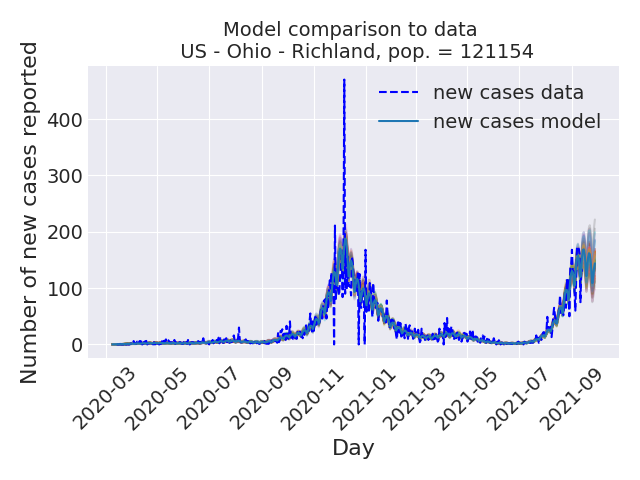 Model comparison to data
US - Ohio - Richland, pop. = 121154
Number of new cases reported
400
300
200
100
0
new cases data
new cases model
2020-03
2020-05
2020-07
2020-09
2020-11
2021-01
2021-03
2021-05
2021-07
2021-09
Day